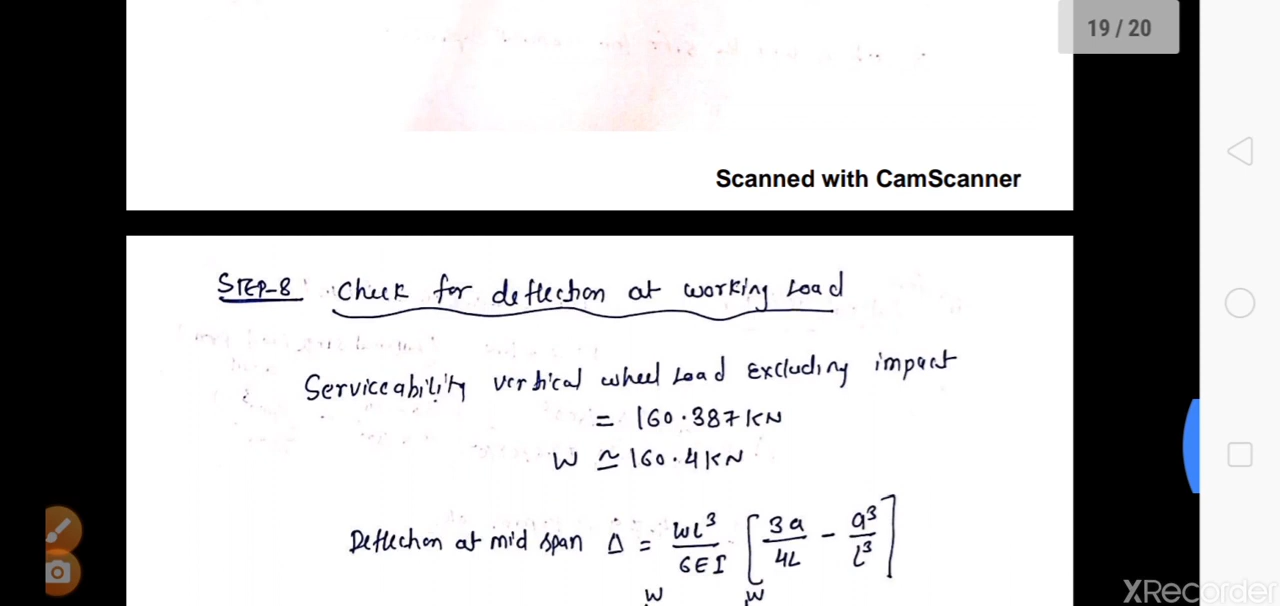 19 / 20
Scanned with CamScanner
STEP-8 Check for deflection at working Load
Serviceability vertical wheel Load Excluding impact
= 160.387 KN
W ≃ 160.4 KN
Deflection at mid span Δ = WL³/6EI [3a/4L - a³/L³]
W W
XRecorder